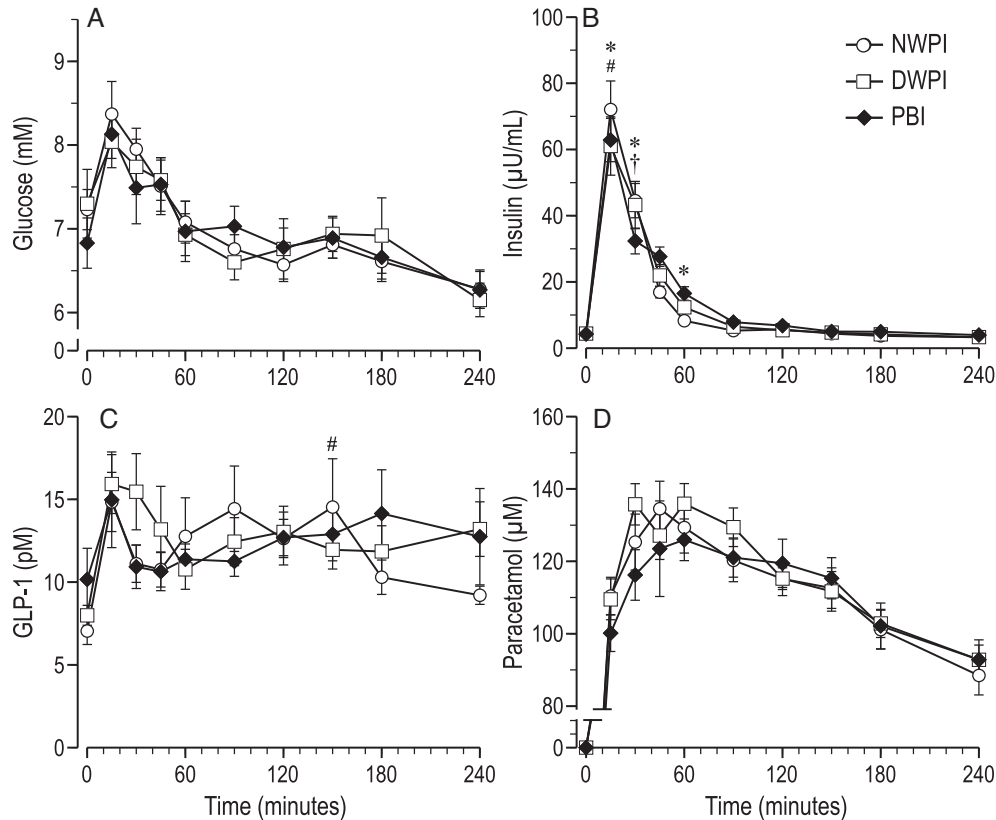 A
Glucose (mM)
9
8
7
6
0
0 60 120 180 240
B
Insulin (µU/mL)
100
80
60
40
20
0
*
#
*
†
*
NWPI
DWPI
PBI
0 60 120 180 240
C
GLP-1 (pM)
20
15
10
5
0
#
0 60 120 180 240
Time (minutes)
D
Paracetamol (µM)
160
140
120
100
80
0
0 60 120 180 240
Time (minutes)